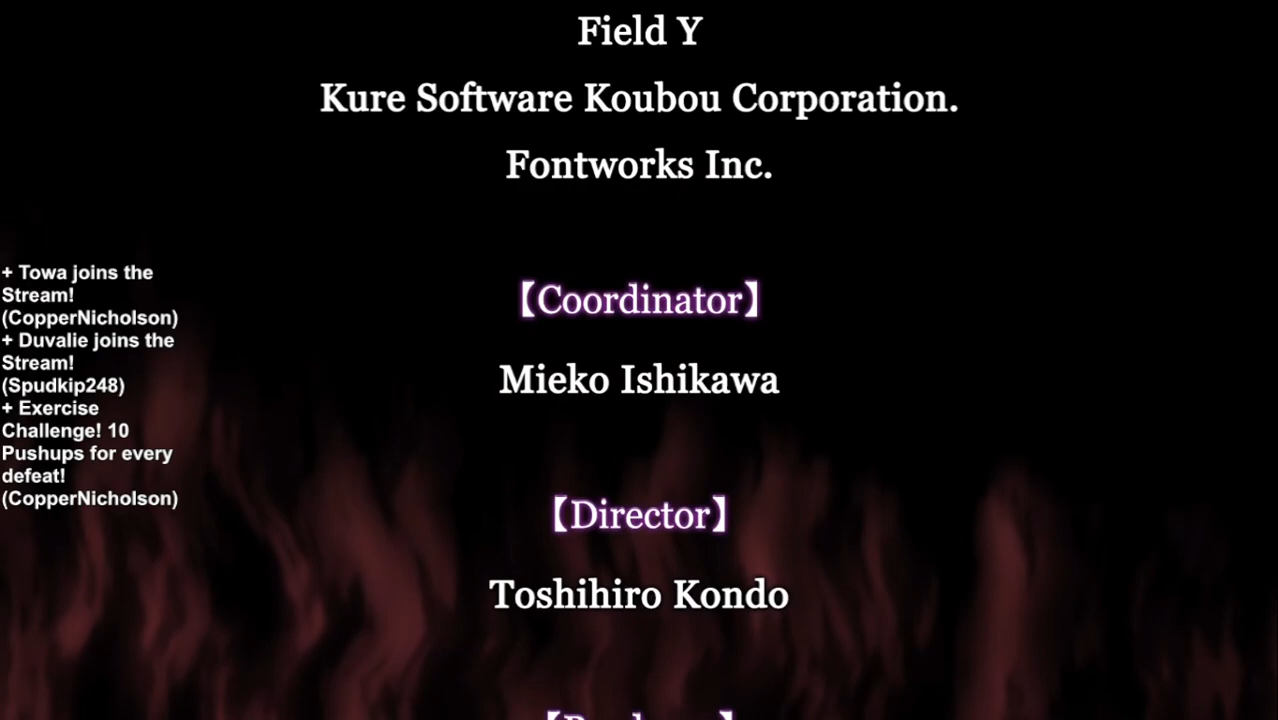 Field Y
Kure Software Koubou Corporation.
Fontworks Inc.
+ Towa joins the
Stream!
(CopperNicholson)
+ Duvalie joins the
Stream!
(Spudkip248)
+ Exercise
Challenge! 10
Pushups for every
defeat!
(CopperNicholson)
【Coordinator】
Mieko Ishikawa
【Director】
Toshihiro Kondo